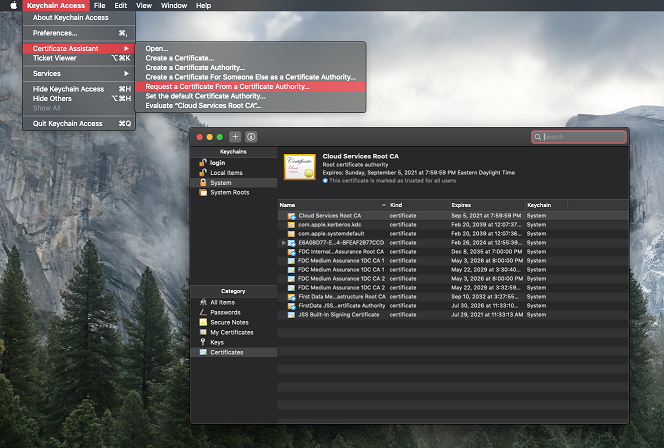 Keychain Access File Edit View Window Help
About Keychain Access
Preferences... ⌘,
Certificate Assistant
Ticket Viewer ⌥⌘K
Services
Hide Keychain Access ⌘H
Hide Others ⌥⌘H
Show All
Quit Keychain Access ⌘Q
Open...
Create a Certificate...
Create a Certificate Authority...
Create a Certificate For Someone Else as a Certificate Authority...
Request a Certificate From a Certificate Authority...
Set the default Certificate Authority...
Evaluate "Cloud Services Root CA"...
Search
Keychains
login
Local Items
System
System Roots
Cloud Services Root CA
Root certificate authority
Expires: Sunday, September 5, 2021 at 7:59:59 PM Eastern Daylight Time
This certificate is marked as trusted for all users
Name Kind Expires Keychain
Cloud Services Root CA certificate Sep 5, 2021 at 7:59:59 PM System
com.apple.kerberos.kdc certificate Feb 20, 2039 at 12:07:37... System
com.apple.systemdefault certificate Feb 20, 2039 at 12:07:36... System
E6A0BD77-E...4-BFEAF2B77CCD certificate Feb 26, 2024 at 12:55:39... System
FDC Internal...Assurance Root CA certificate Dec 8, 2035 at 7:00:00 PM System
FDC Medium Assurance 1DC CA 1 certificate May 3, 2026 at 8:00:00 PM System
FDC Medium Assurance 1DC CA 1 certificate May 22, 2029 at 3:30:40... System
FDC Medium Assurance 1DC CA 2 certificate May 3, 2026 at 8:00:00 PM System
FDC Medium Assurance 1DC CA 2 certificate May 22, 2029 at 3:32:59... System
First Data Me...astructure Root CA certificate Sep 10, 2032 at 3:27:55... System
FirstData JSS...ertificate Authority certificate Jul 30, 2026 at 11:33:10... System
JSS Built-In Signing Certificate certificate Jul 29, 2021 at 11:33:13 AM System
Category
All Items
Passwords
Secure Notes
My Certificates
Keys
Certificates